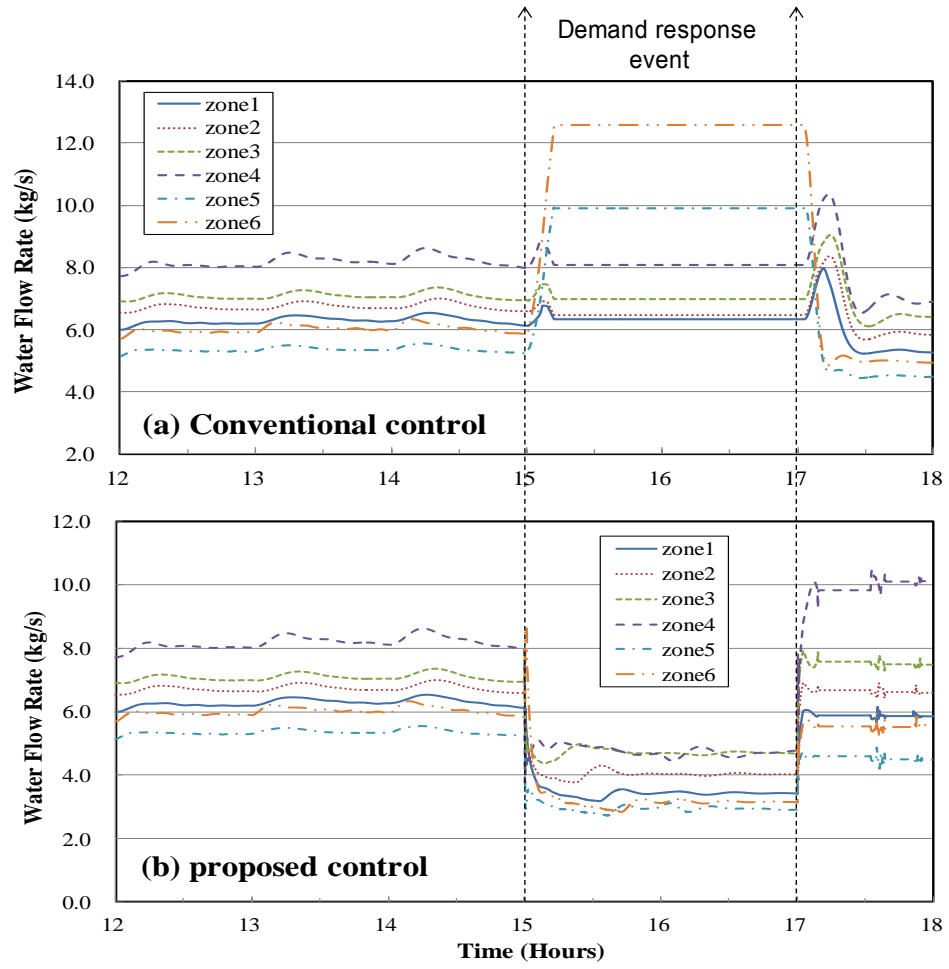 Demand response
event
14.0
12.0
10.0
8.0
6.0
4.0
2.0
Water Flow Rate (kg/s)
zone1
zone2
zone3
zone4
zone5
zone6
(a) Conventional control
12
13
14
15
16
17
18
12.0
10.0
8.0
6.0
4.0
2.0
0.0
Water Flow Rate (kg/s)
zone1
zone2
zone3
zone4
zone5
zone6
(b) proposed control
12
13
14
15
16
17
18
Time (Hours)